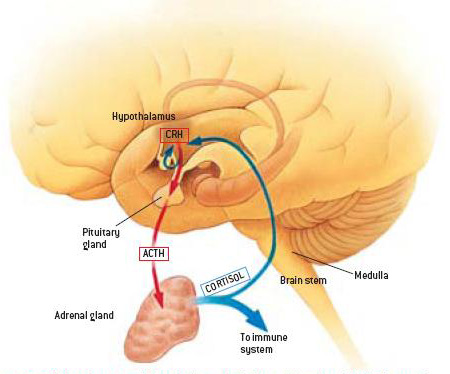 Hypothalamus
CRH
Pituitary
gland
ACTH
CORTISOL
Brain stem
Medulla
Adrenal gland
To immune
system